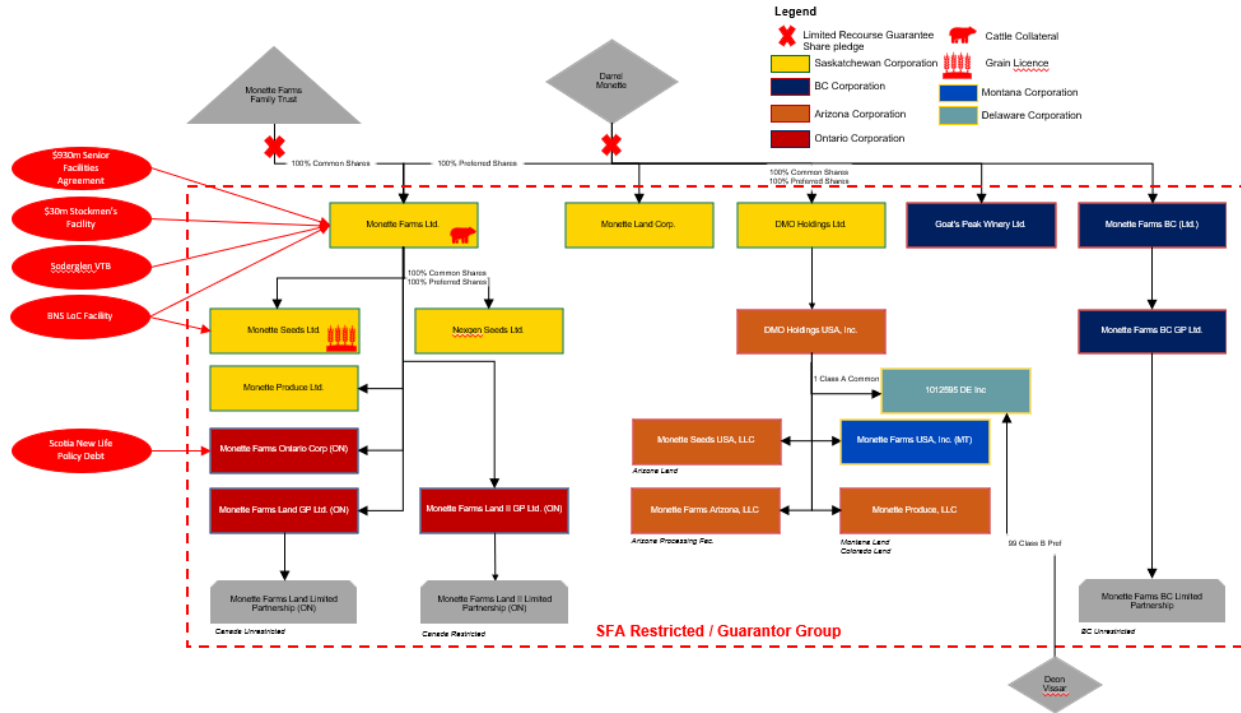 Legend
Limited Recourse Guarantee
Share pledge
Cattle Collateral
Saskatchewan Corporation
Grain Licence
BC Corporation
Montana Corporation
Arizona Corporation
Delaware Corporation
Ontario Corporation
Monette Farms
Family Trust
Darrel
Monette
100% Common Shares
100% Preferred Shares
100% Common Shares
100% Preferred Shares
$930m Senior
Facilities
Agreement
$30m Stockmen's
Facility
Soderglen VTB
BNS LoC Facility
Scotia New Life
Policy Debt
Monette Farms Ltd.
Monette Land Corp.
DMO Holdings Ltd.
Goat's Peak Winery Ltd.
Monette Farms BC (Ltd.)
100% Common Shares
100% Preferred Shares
Monette Seeds Ltd.
Nexgen Seeds Ltd.
DMO Holdings USA, Inc.
Monette Farms BC GP Ltd.
Monette Produce Ltd.
1 Class A Common
1012595 DE Inc
Monette Farms Ontario Corp (ON)
Monette Seeds USA, LLC
Arizona Land
Monette Farms USA, Inc. (MT)
Monette Farms Land GP Ltd. (ON)
Monette Farms Land II GP Ltd. (ON)
Monette Farms Arizona, LLC
Arizona Processing Fac.
Monette Produce, LLC
Montana Land
Colorado Land
99 Class B Pref
Monette Farms Land Limited
Partnership (ON)
Canada Unrestricted
Monette Farms Land II Limited
Partnership (ON)
Canada Restricted
Monette Farms BC Limited
Partnership
BC Unrestricted
SFA Restricted / Guarantor Group
Deon
Vissar